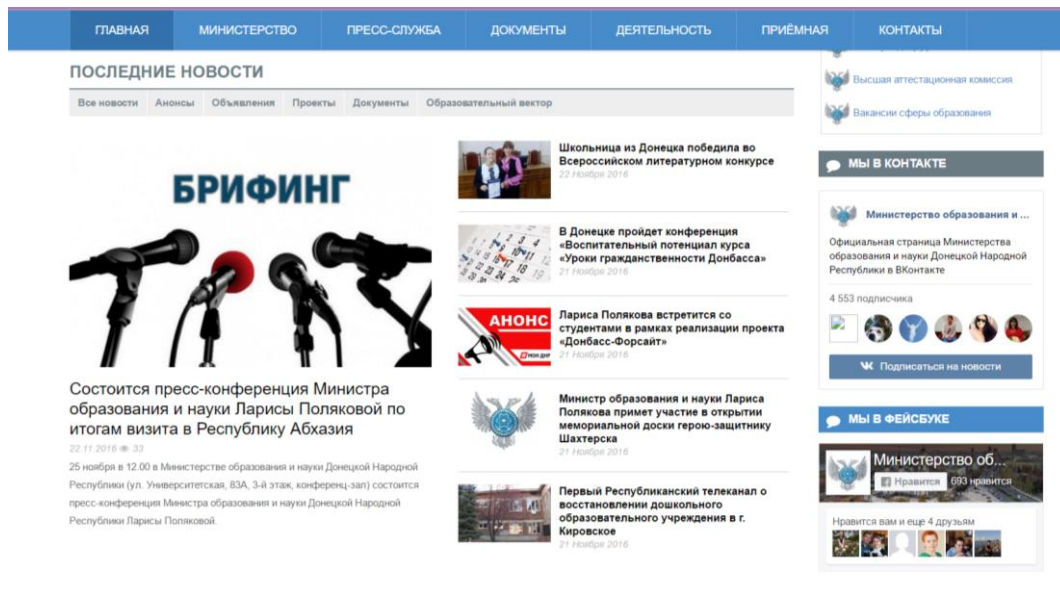 ГЛАВНАЯ МИНИСТЕРСТВО ПРЕСС-СЛУЖБА ДОКУМЕНТЫ ДЕЯТЕЛЬНОСТЬ ПРИЁМНАЯ КОНТАКТЫ
ПОСЛЕДНИЕ НОВОСТИ
Все новости Анонсы Объявления Проекты Документы Образовательный вектор
БРИФИНГ
Состоится пресс-конференция Министра
образования и науки Ларисы Поляковой по
итогам визита в Республику Абхазия
22.11.2016 33
25 ноября в 12.00 в Министерстве образования и науки Донецкой Народной
Республики (ул. Университетская, 83А, 3-й этаж, конференц-зал) состоится
пресс-конференция Министра образования и науки Донецкой Народной
Республики Ларисы Поляковой.
Школьница из Донецка победила во
Всероссийском литературном конкурсе
22 Ноября 2016
В Донецке пройдет конференция
«Воспитательный потенциал курса
«Уроки гражданственности Донбасса»
21 Ноября 2016
АНОНС
МОН ДНР
Лариса Полякова встретится со
студентами в рамках реализации проекта
«Донбасс-Форсайт»
21 Ноября 2016
Министр образования и науки Лариса
Полякова примет участие в открытии
мемориальной доски герою-защитнику
Шахтерска
21 Ноября 2016
Первый Республиканский телеканал о
восстановлении дошкольного
образовательного учреждения в г.
Кировское
21 Ноября 2016
Высшая аттестационная комиссия
Вакансии сферы образования
МЫ В КОНТАКТЕ
Министерство образования и ...
Официальная страница Министерства
образования и науки Донецкой Народной
Республики в ВКонтакте
4 553 подписчика
Подписаться на новости
МЫ В ФЕЙСБУКЕ
Министерство об...
Нравится 693 нравится
Нравится вам и еще 4 друзьям